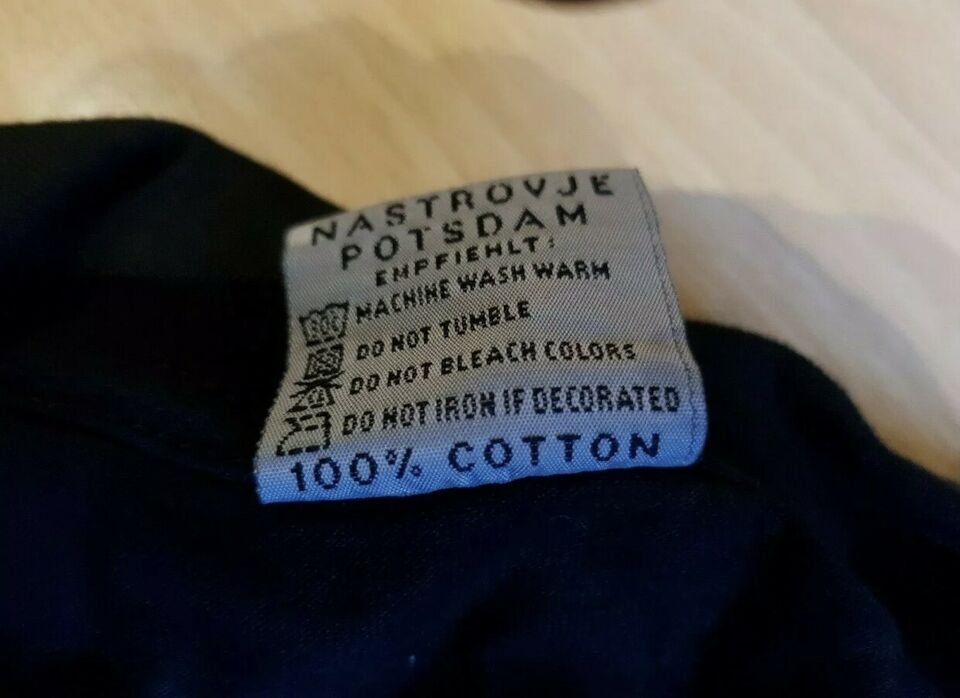 NASTROVJE
POTSDAM
EMPFIEHLT:
MACHINE WASH WARM
DO NOT TUMBLE
DO NOT BLEACH COLORS
DO NOT IRON IF DECORATED
100% COTTON